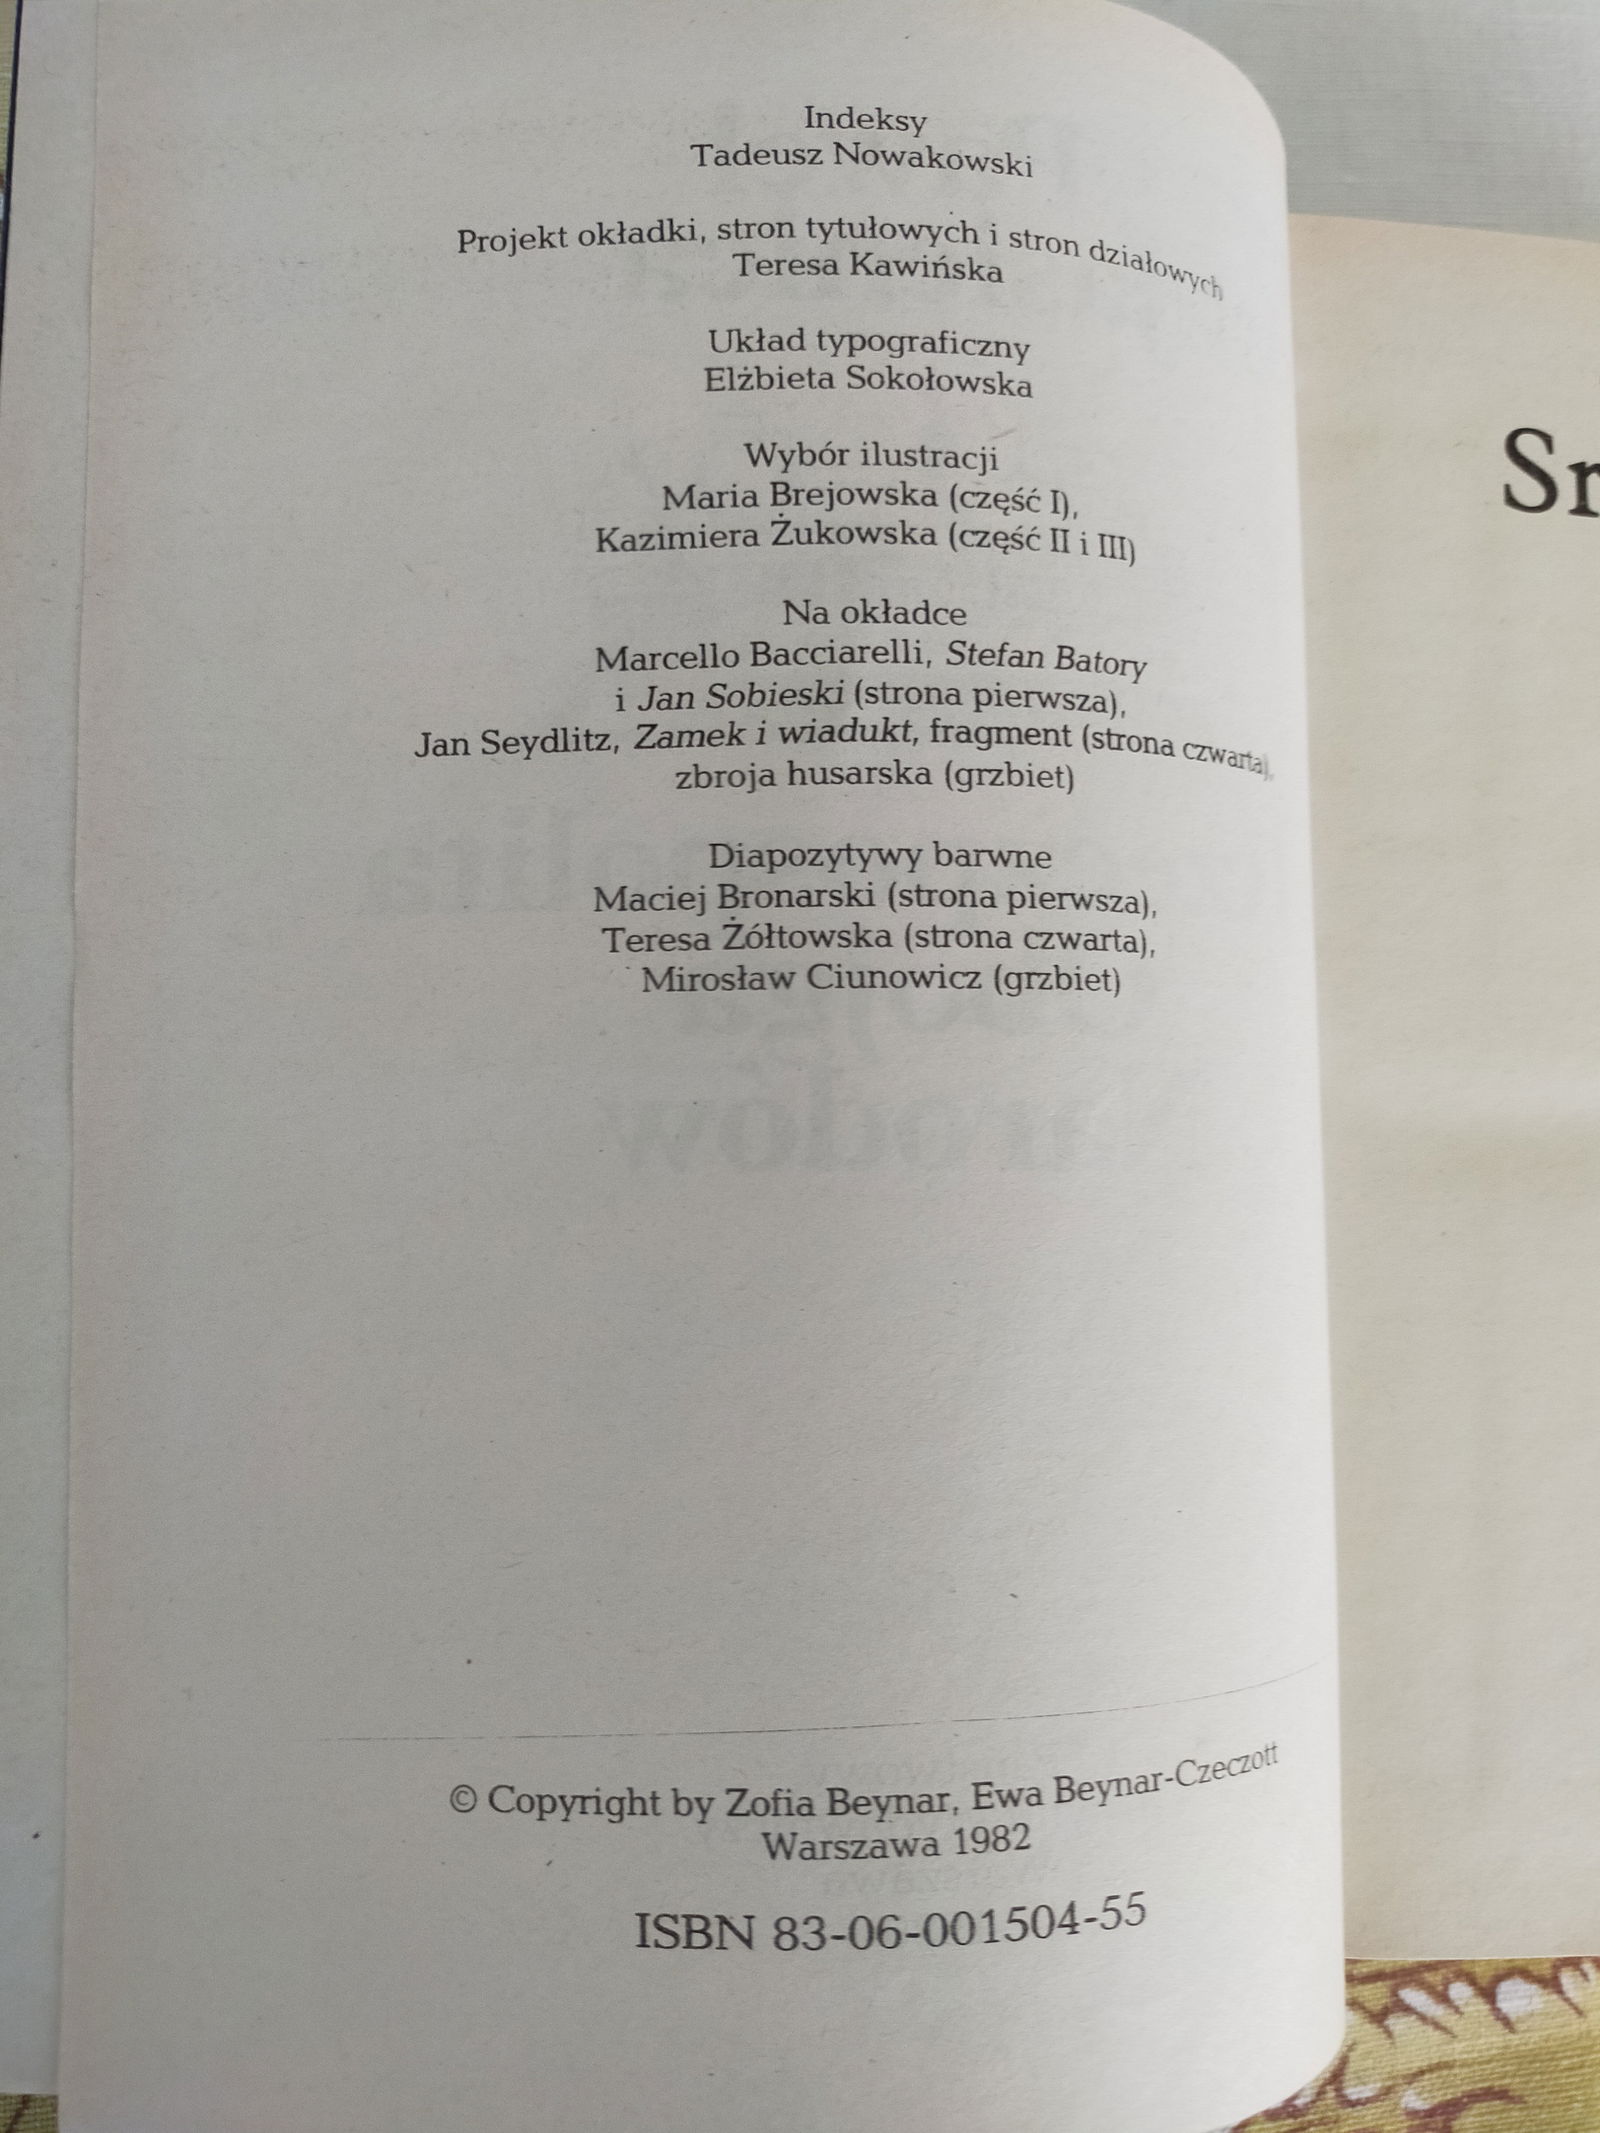 Indeksy
Tadeusz Nowakowski
Projekt okładki, stron tytułowych i stron działowych
Teresa Kawińska
Układ typograficzny
Elżbieta Sokołowska
Wybór ilustracji
Maria Brejowska (część I),
Kazimiera Żukowska (część II i III)
Na okładce
Marcello Bacciarelli, Stefan Batory
i Jan Sobieski (strona pierwsza),
Jan Seydlitz, Zamek i wiadukt, fragment (strona czwarta),
zbroja husarska (grzbiet)
Diapozytywy barwne
Maciej Bronarski (strona pierwsza),
Teresa Żółtowska (strona czwarta),
Mirosław Ciunowicz (grzbiet)
© Copyright by Zofia Beynar, Ewa Beynar-Czeczott
Warszawa 1982
ISBN 83-06-001504-55